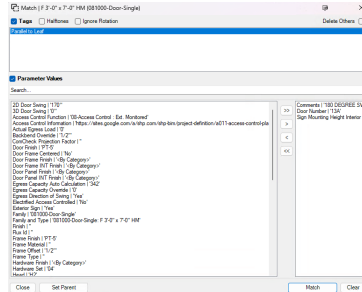 Match | F 3'-0" x 7'-0" HM (081000-Door-Single)
Tags Halftones Ignore Rotation Delete Others
Parallel to Leaf
Parameter Values
Search...
2D Door Swing | '170°'
3D Door Swing | '0°'
Access Control Function | '08-Access Control : Ext. Monitored'
Access Control Information | 'https://sites.google.com/a/shp.com/shp-bim/project-definition/a011-access-control-pla
Actual Egress Load | '0'
Backbend Override | '1/2"'
CanCheck Projection Factor | ''
Door Finish | 'PT-5'
Door Frame Centered | 'No'
Door Frame Finish | '<By Category>'
Door Frame INT Finish | '<By Category>'
Door Panel Finish | '<By Category>'
Door Panel INT Finish | '<By Category>'
Egress Capacity Auto Calculation | '342'
Egress Capacity Override | '0'
Egress Direction of Swing | 'Yes'
Electrified Access Controlled | 'No'
Exterior Sign | 'Yes'
Family | '081000-Door-Single'
Family and Type | '081000-Door-Single: F 3'-0" x 7'-0" HM'
Finish | ''
Flux Id | ''
Frame Finish | 'PT-5'
Frame Material | ''
Frame Offset | '1/2"'
Frame Type | ''
Hardware Finish | '<By Category>'
Hardware Set | '04'
Head | 'H2'
>>
>
<
<<
Comments | '180 DEGREE SW
Door Number | '13A'
Sign Mounting Height Interior
Close Set Parent Match Clear